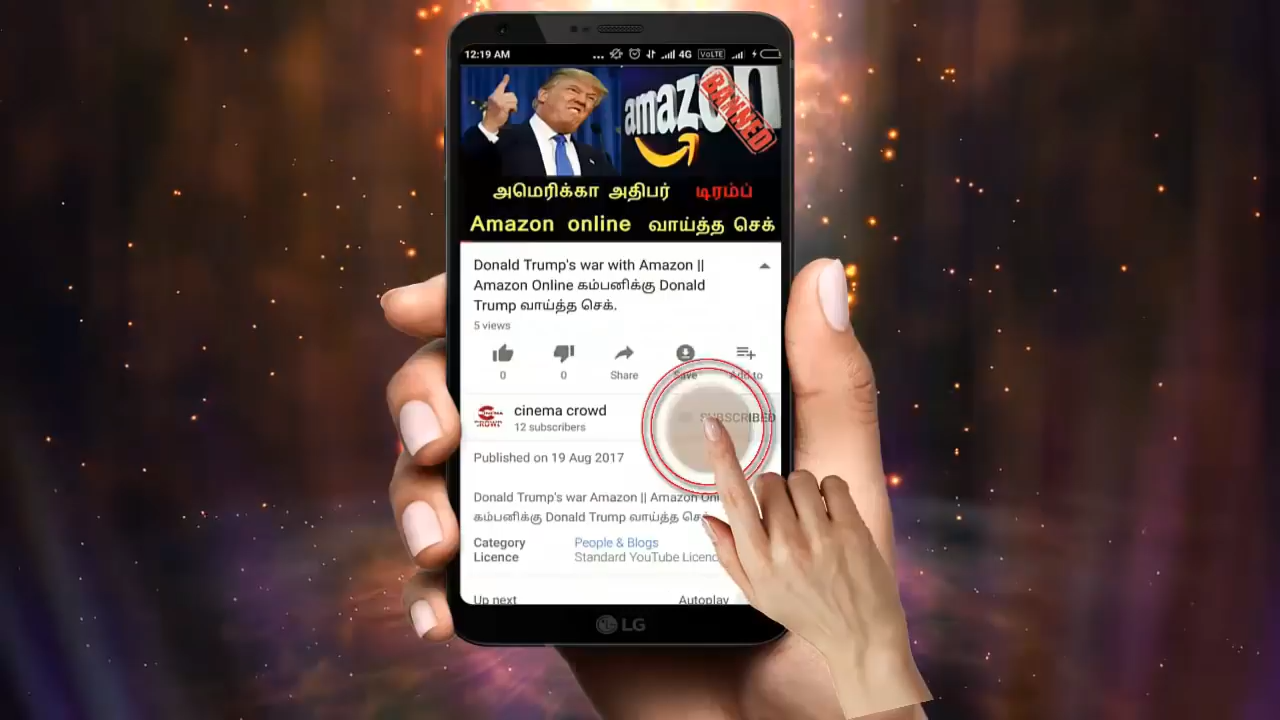 12:19 AM
4G VoLTE
amazon
BANNED
அமெரிக்கா அதிபர் டிரம்ப்
Amazon online வாய்த்த செக்
Donald Trump's war with Amazon ||
Amazon Online கம்பனிக்கு Donald
Trump வாய்த்த செக்.
5 views
0 0 Share Save Add to
cinema crowd
SUBSCRIBED
12 subscribers
Published on 19 Aug 2017
Donald Trump's war Amazon || Amazon Onl
கம்பனிக்கு Donald Trump வாய்த்த செக்
Category People & Blogs
Licence Standard YouTube Licenc
Up next Autoplay
LG